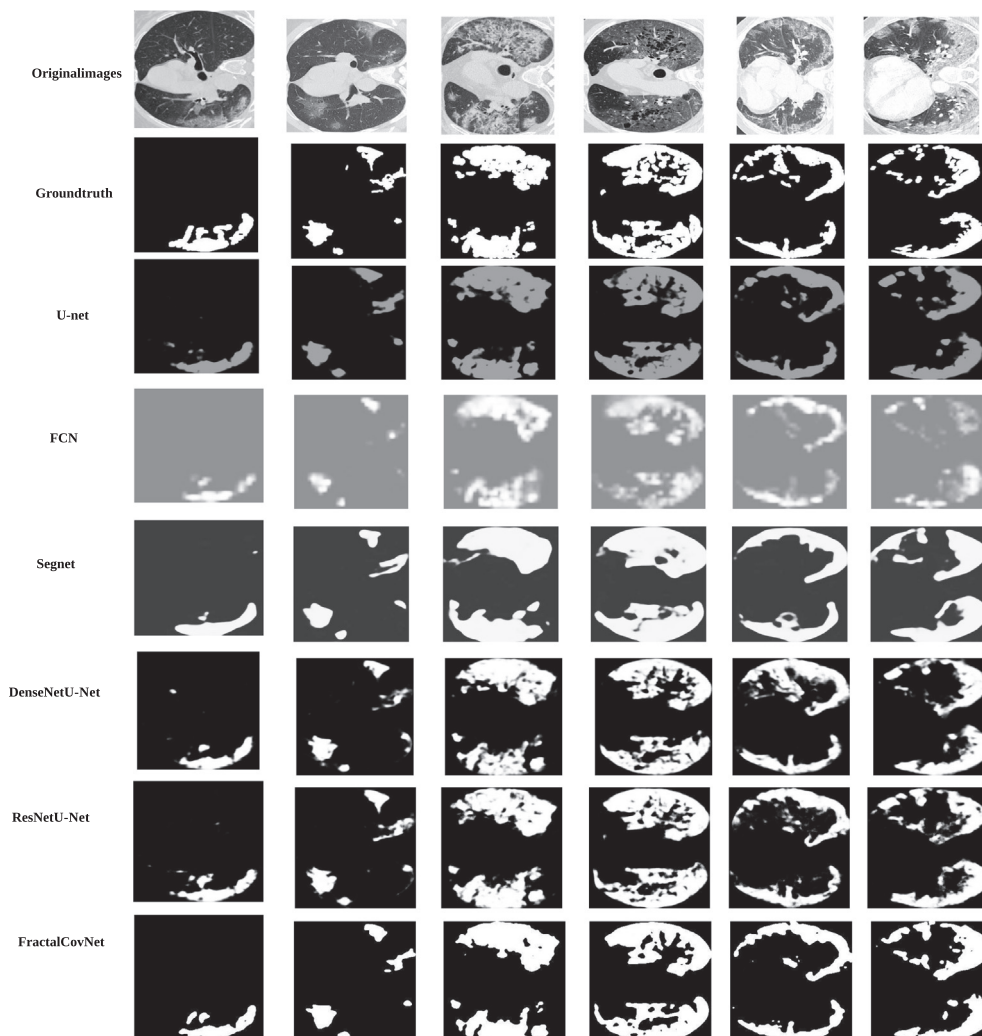 Originalimages
Groundtruth
U-net
FCN
Segnet
DenseNetU-Net
ResNetU-Net
FractalCovNet